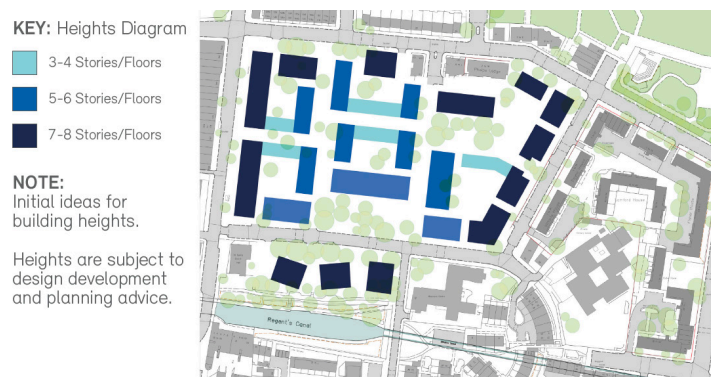 KEY: Heights Diagram
3-4 Stories/Floors
5-6 Stories/Floors
7-8 Stories/Floors
NOTE:
Initial ideas for
building heights.
Heights are subject to
design development
and planning advice.
Regent's Canal